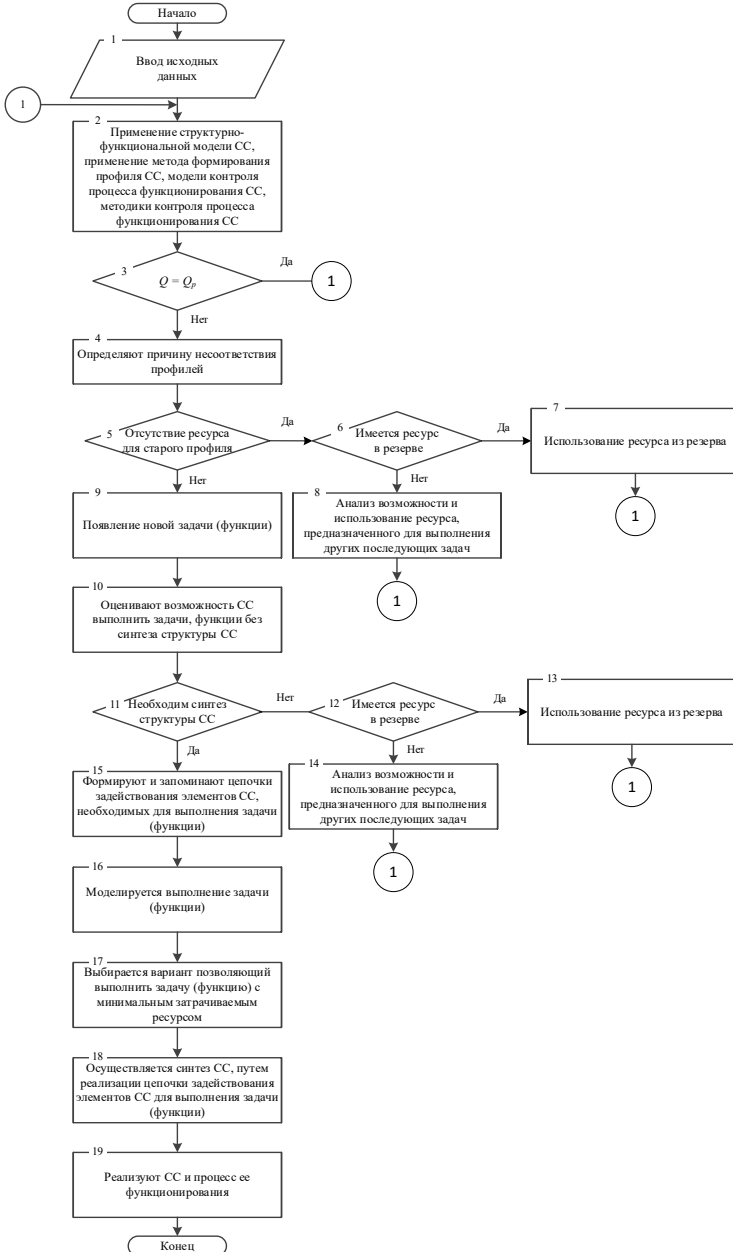 Начало
1
Ввод исходных
данных
1
2
Применение структурно-
функциональной модели СС,
применение метода формирования
профиля СС, модели контроля
процесса функционирования СС,
методики контроля процесса
функционирования СС
3
Q = Qp
Да
1
Нет
4
Определяют причину несоответствия
профилей
5
Отсутствие ресурса
для старого профиля
Да
6
Имеется ресурс
в резерве
Да
7
Использование ресурса из резерва
1
Нет
Нет
8
Анализ возможности и
использование ресурса,
предназначенного для выполнения
других последующих задач
1
9
Появление новой задачи (функции)
10
Оценивают возможность СС
выполнить задачи, функции без
синтеза структуры СС
11
Необходим синтез
структуры СС
Нет
12
Имеется ресурс
в резерве
Да
13
Использование ресурса из резерва
1
Да
Нет
14
Анализ возможности и
использование ресурса,
предназначенного для выполнения
других последующих задач
1
15
Формируют и запоминают цепочки
задействования элементов СС,
необходимых для выполнения задачи
(функции)
16
Моделируется выполнение задачи
(функции)
17
Выбирается вариант позволяющий
выполнить задачу (функцию) с
минимальным затрачиваемым
ресурсом
18
Осуществляется синтез СС, путем
реализации цепочки задействования
элементов СС для выполнения задачи
(функции)
19
Реализуют СС и процесс ее
функционирования
Конец